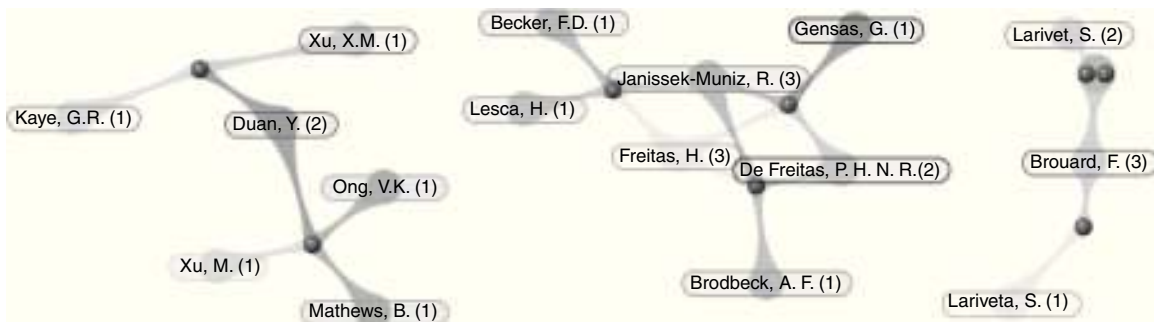 Xu, X.M. (1)
Kaye, G.R. (1)
Duan, Y. (2)
Ong, V.K. (1)
Xu, M. (1)
Mathews, B. (1)
Becker, F.D. (1)
Gensas, G. (1)
Janissek-Muniz, R. (3)
Lesca, H. (1)
Freitas, H. (3)
De Freitas, P. H. N. R.(2)
Brodbeck, A. F. (1)
Larivet, S. (2)
Brouard, F. (3)
Lariveta, S. (1)